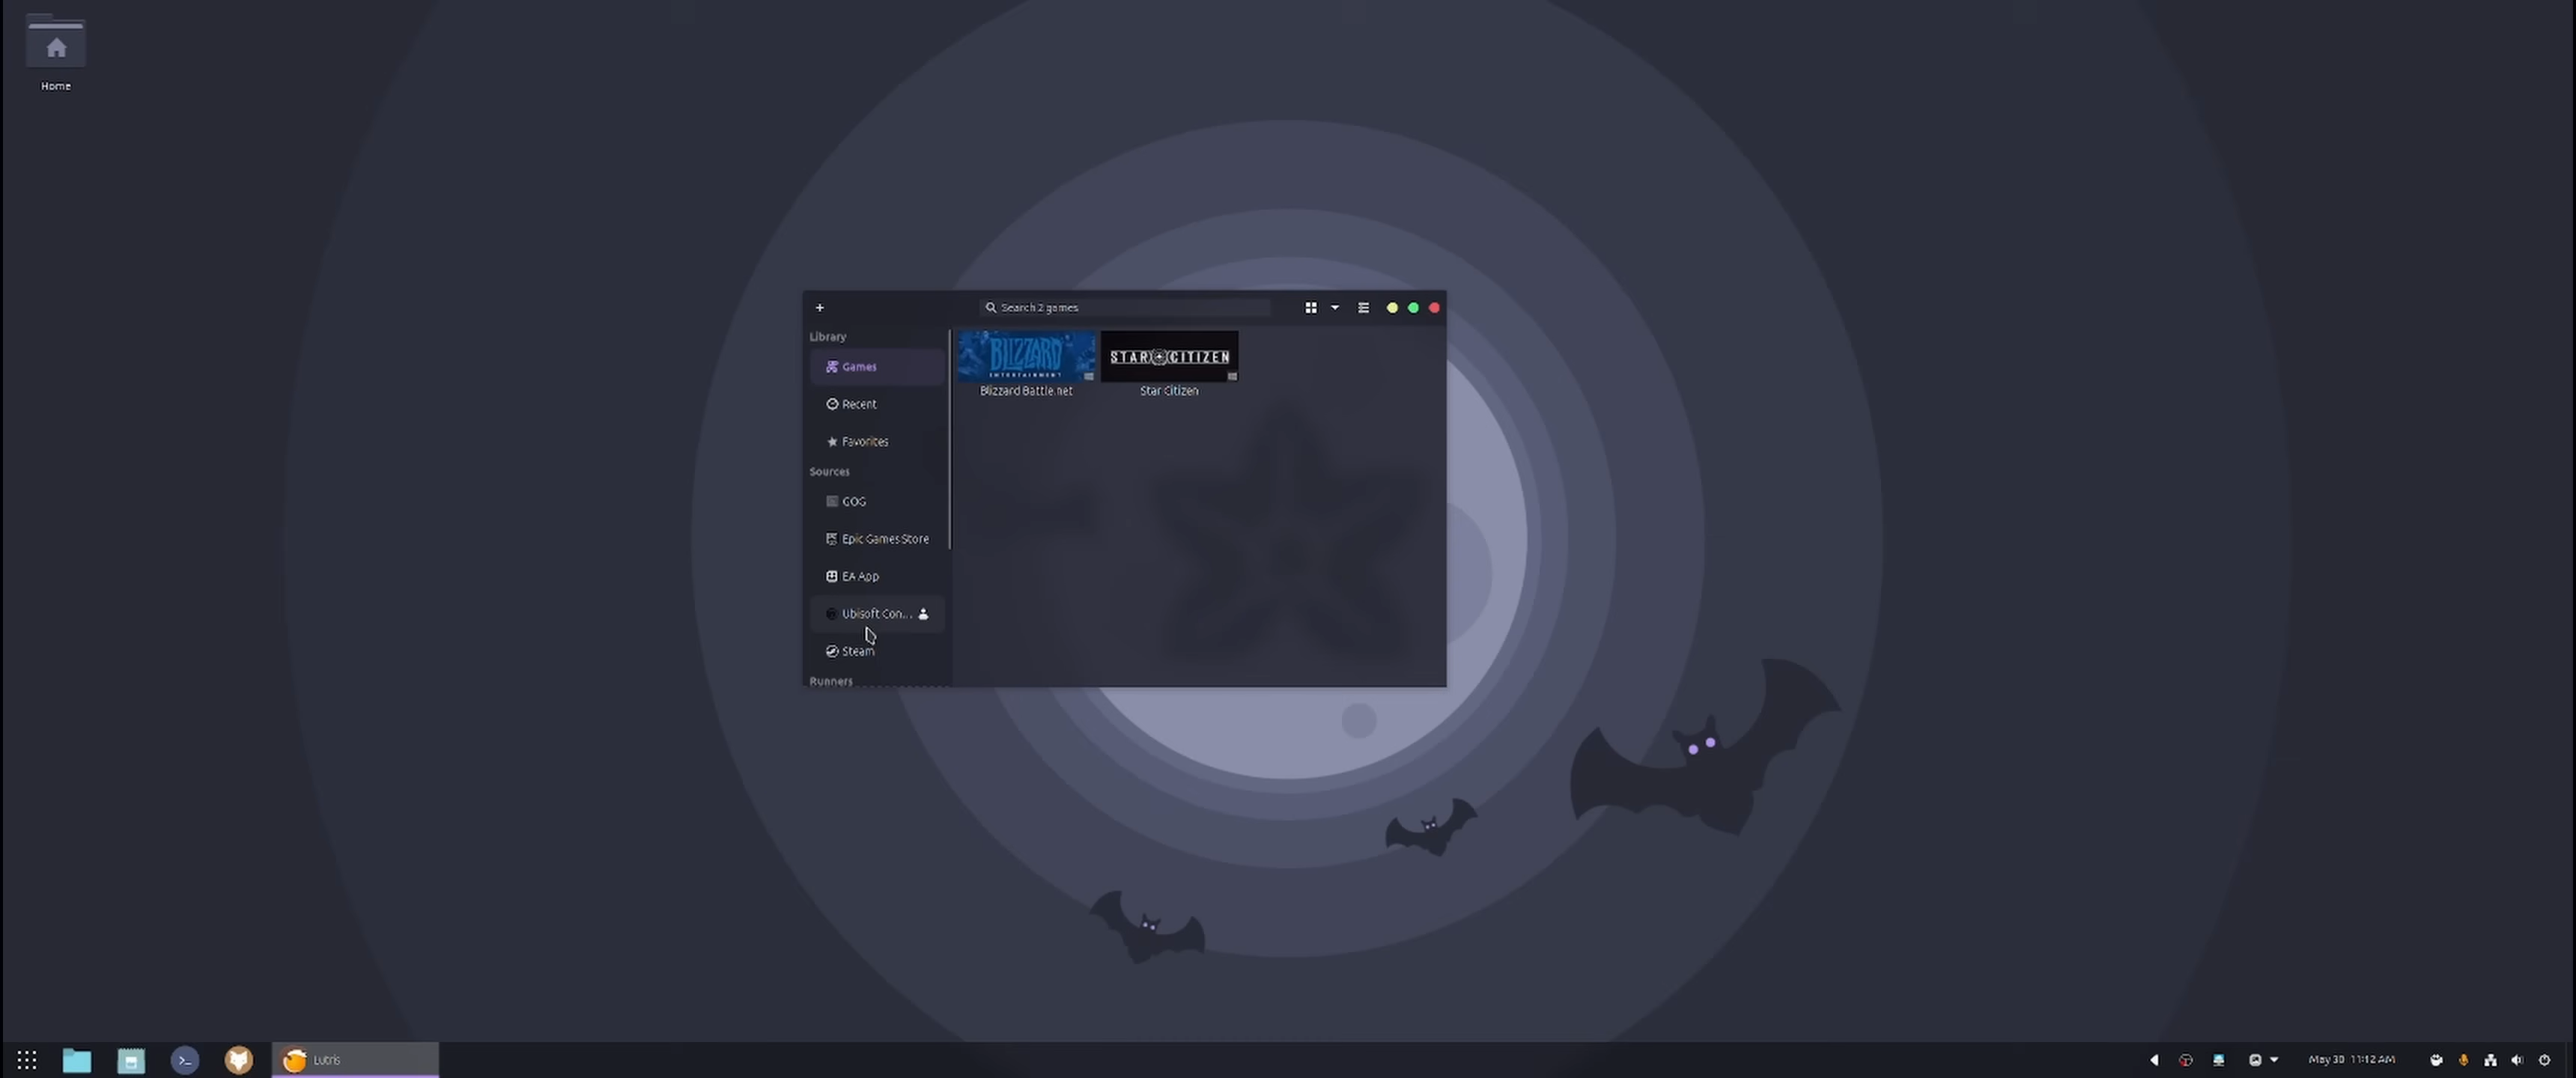 Home
Search 2 games
Library
Games
Recent
Favorites
Sources
GOG
Epic Games Store
EA App
Ubisoft Con...
Steam
Runners
BLIZZARD
ENTERTAINMENT
Blizzard Battle.net
STAR CITIZEN
Star Citizen
Lutris
May 30 11:12 AM